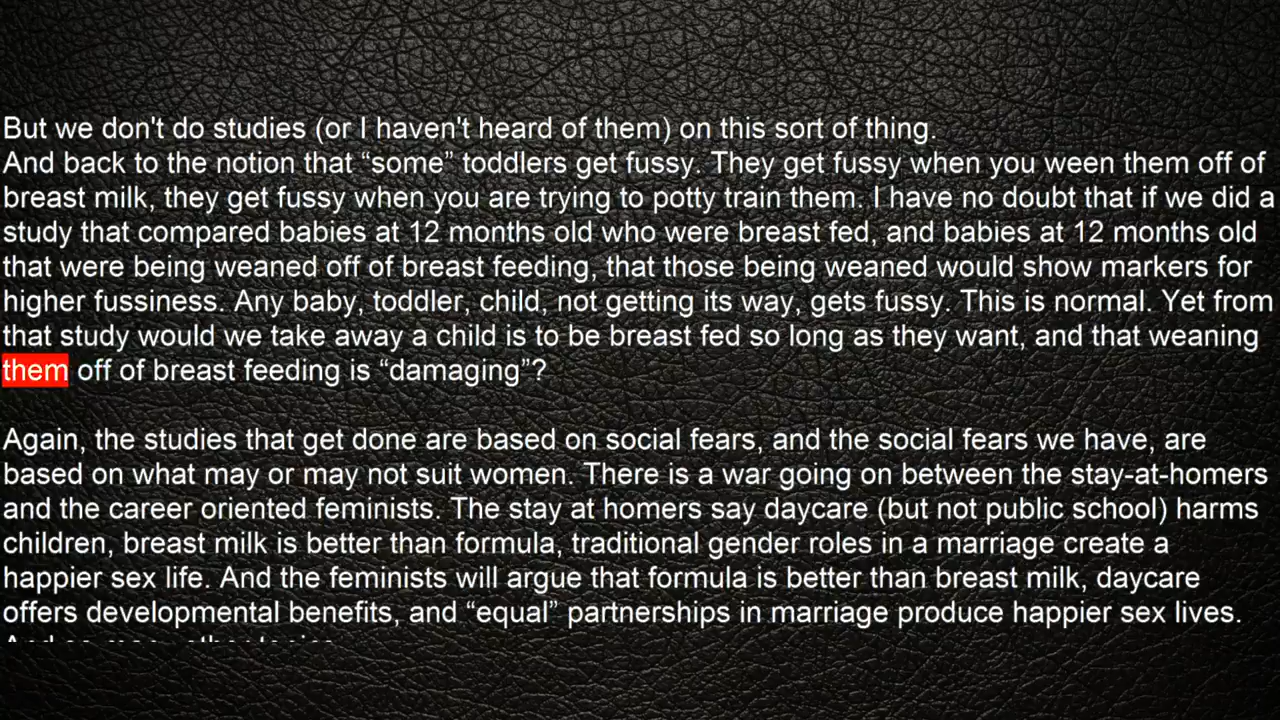 But we don't do studies (or I haven't heard of them) on this sort of thing.
And back to the notion that “some” toddlers get fussy. They get fussy when you ween them off of
breast milk, they get fussy when you are trying to potty train them. I have no doubt that if we did a
study that compared babies at 12 months old who were breast fed, and babies at 12 months old
that were being weaned off of breast feeding, that those being weaned would show markers for
higher fussiness. Any baby, toddler, child, not getting its way, gets fussy. This is normal. Yet from
that study would we take away a child is to be breast fed so long as they want, and that weaning
them off of breast feeding is “damaging”?
Again, the studies that get done are based on social fears, and the social fears we have, are
based on what may or may not suit women. There is a war going on between the stay-at-homers
and the career oriented feminists. The stay at homers say daycare (but not public school) harms
children, breast milk is better than formula, traditional gender roles in a marriage create a
happier sex life. And the feminists will argue that formula is better than breast milk, daycare
offers developmental benefits, and “equal” partnerships in marriage produce happier sex lives.